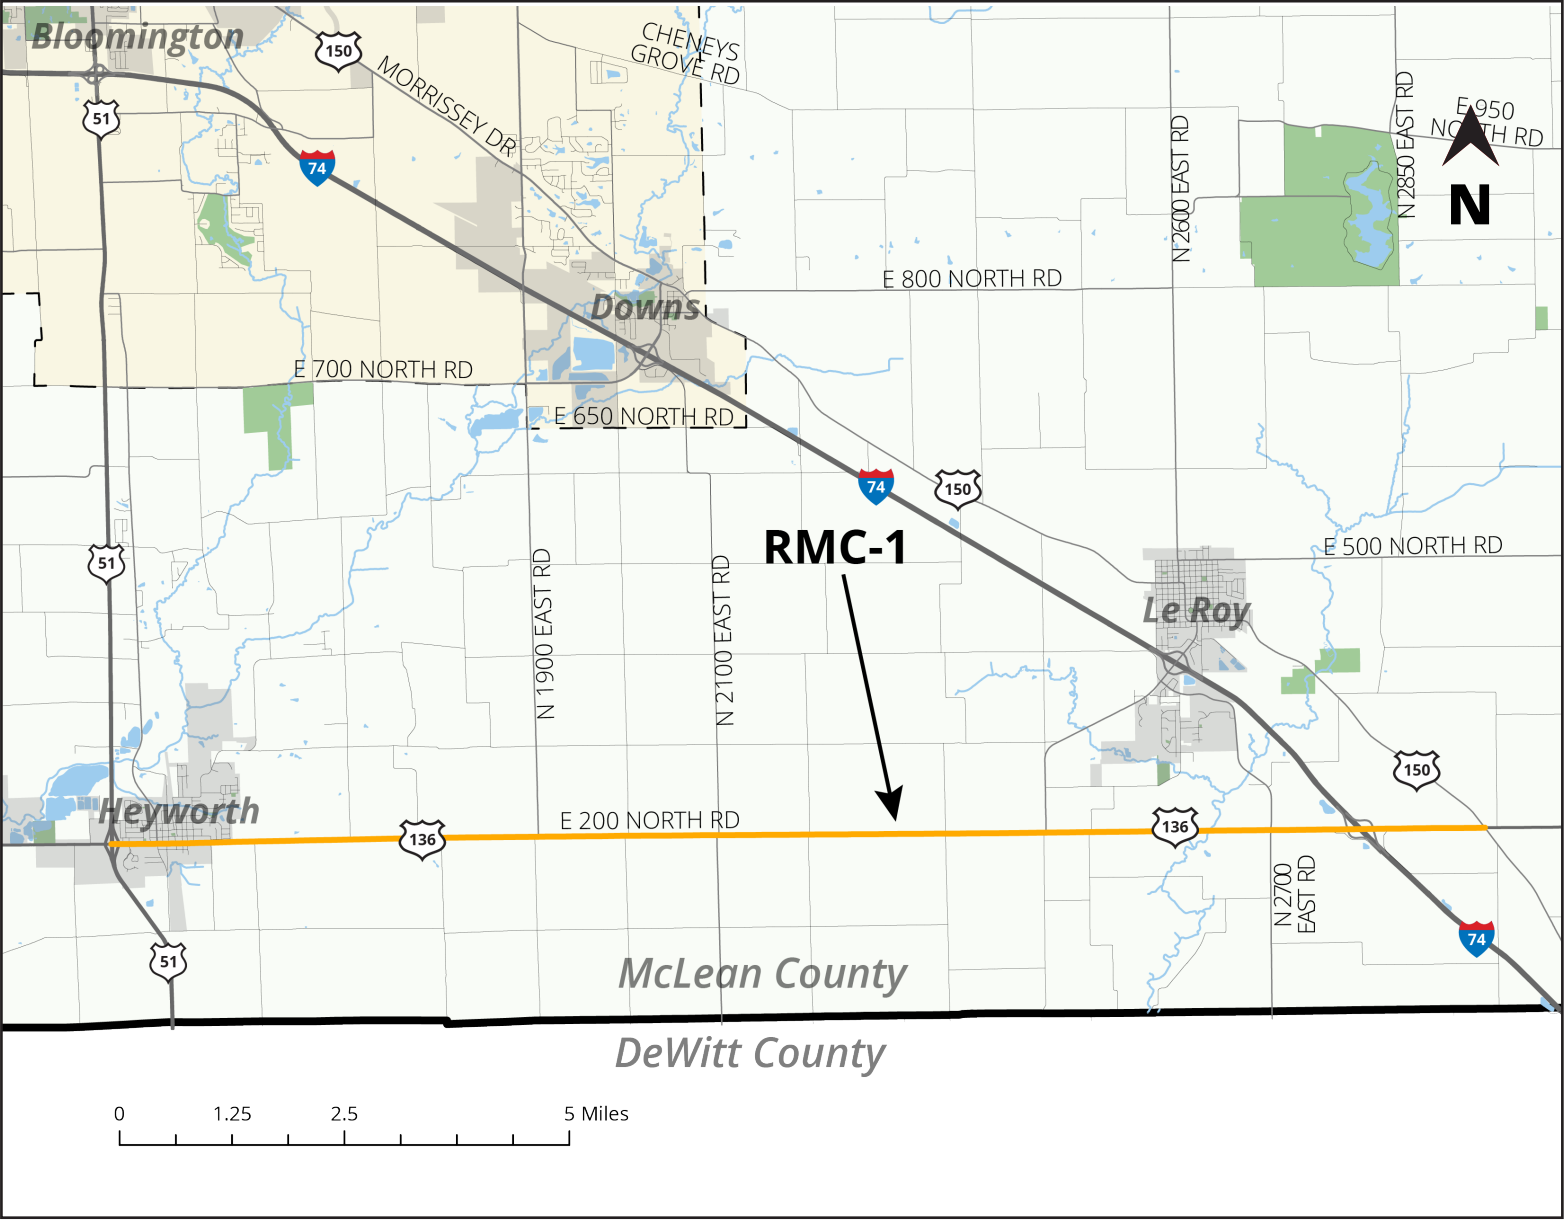 Bloomington
150
CHENEYS
GROVE RD
MORRISSEY DR
51
74
N 2600 EAST RD
N 2850 EAST RD
E 950
NORTH RD
N
E 800 NORTH RD
Downs
E 700 NORTH RD
E 650 NORTH RD
74
150
RMC-1
51
E 500 NORTH RD
N 1900 EAST RD
N 2100 EAST RD
Le Roy
150
Heyworth
136
E 200 NORTH RD
136
N 2700
EAST RD
51
74
McLean County
DeWitt County
0 1.25 2.5 5 Miles